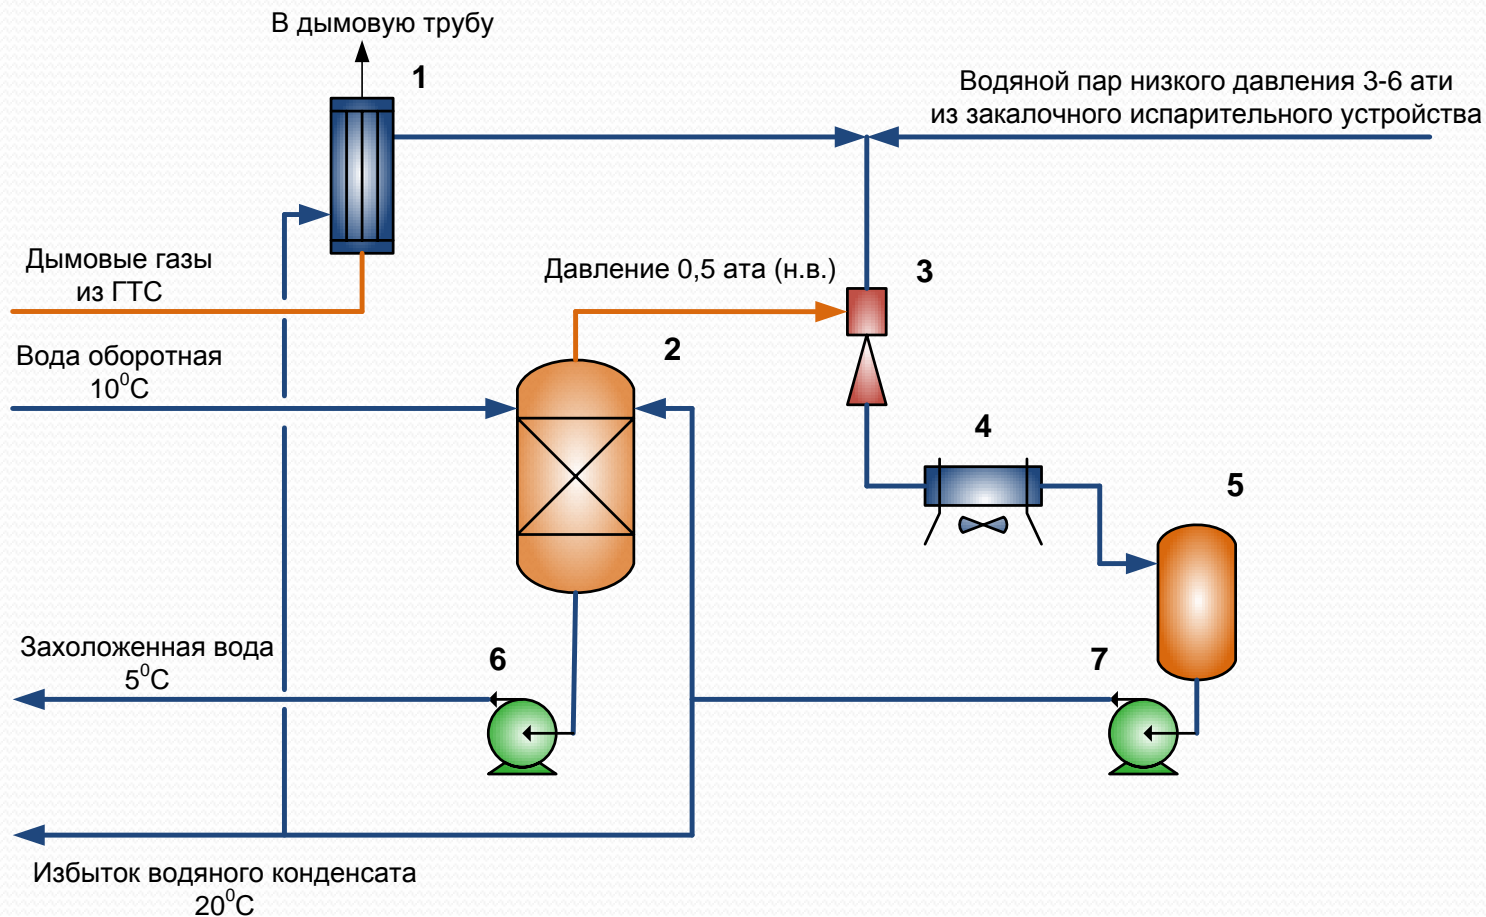 В дымовую трубу
1
Водяной пар низкого давления 3-6 ати
из закалочного испарительного устройства
Дымовые газы
из ГТС
Давление 0,5 ата (н.в.)
3
Вода оборотная
10⁰С
2
4
5
Захоложенная вода
5⁰С
6
7
Избыток водяного конденсата
20⁰С